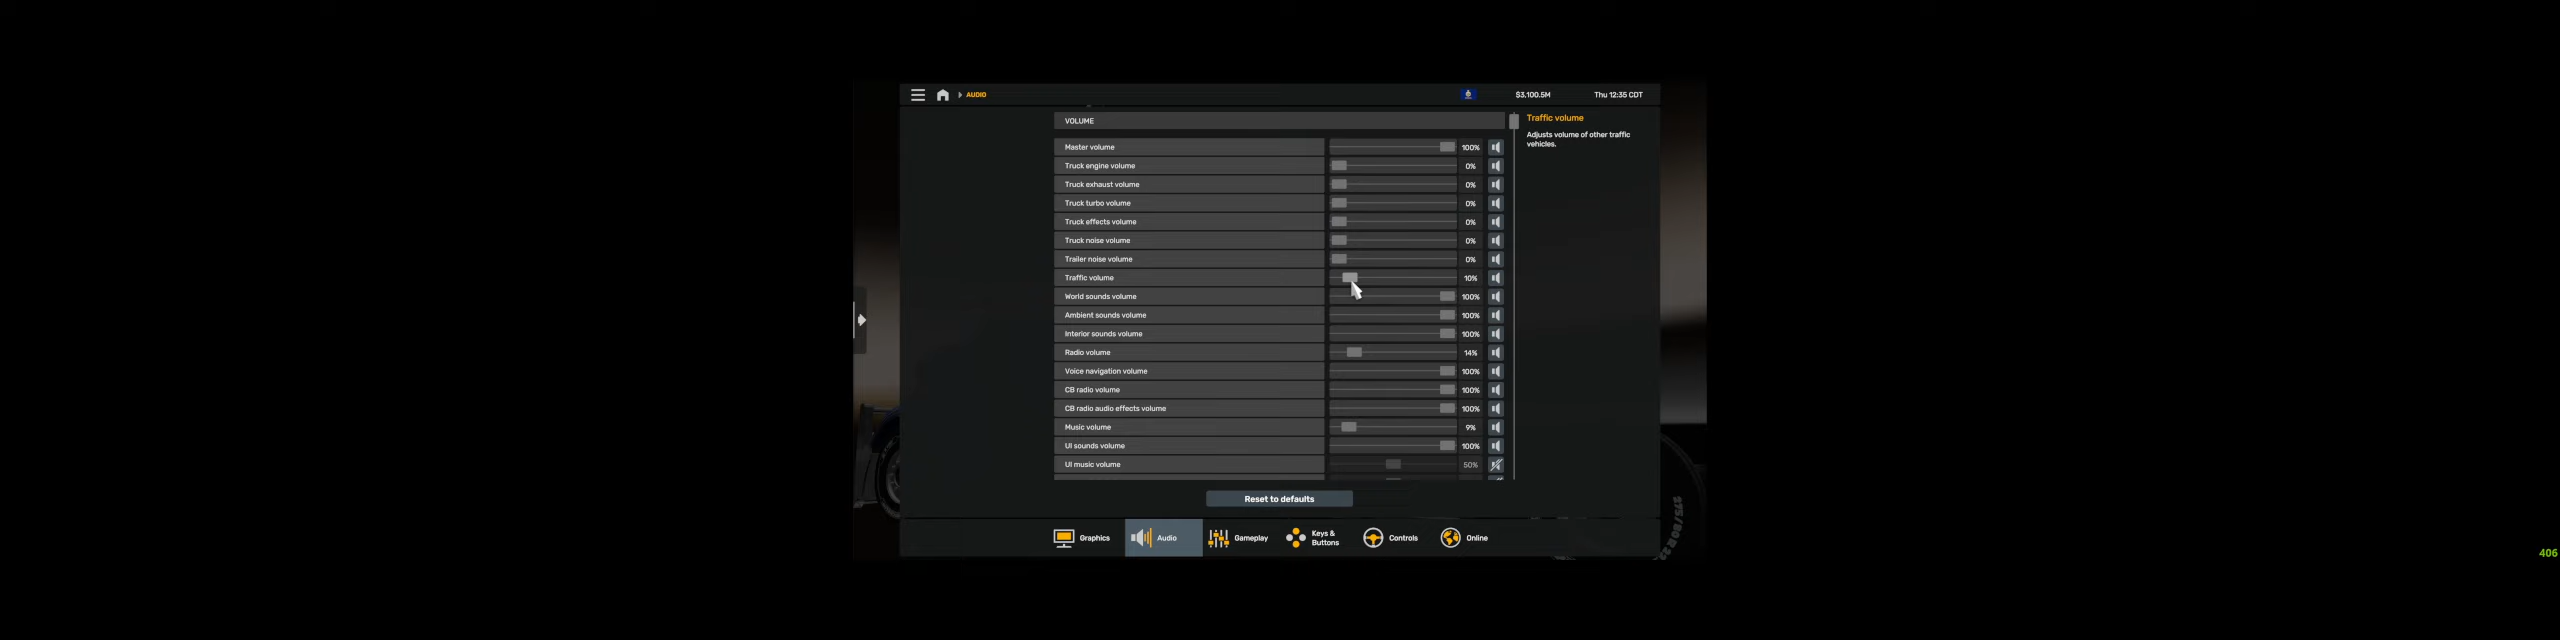 AUDIO
$3,100.5M
Thu 12:35 CDT
VOLUME
Master volume 100%
Truck engine volume 0%
Truck exhaust volume 0%
Truck turbo volume 0%
Truck effects volume 0%
Truck noise volume 0%
Trailer noise volume 0%
Traffic volume 10%
World sounds volume 100%
Ambient sounds volume 100%
Interior sounds volume 100%
Radio volume 14%
Voice navigation volume 100%
CB radio volume 100%
CB radio audio effects volume 100%
Music volume 9%
UI sounds volume 100%
UI music volume 50%
Traffic volume
Adjusts volume of other traffic
vehicles.
Reset to defaults
Graphics
Audio
Gameplay
Keys &
Buttons
Controls
Online
406